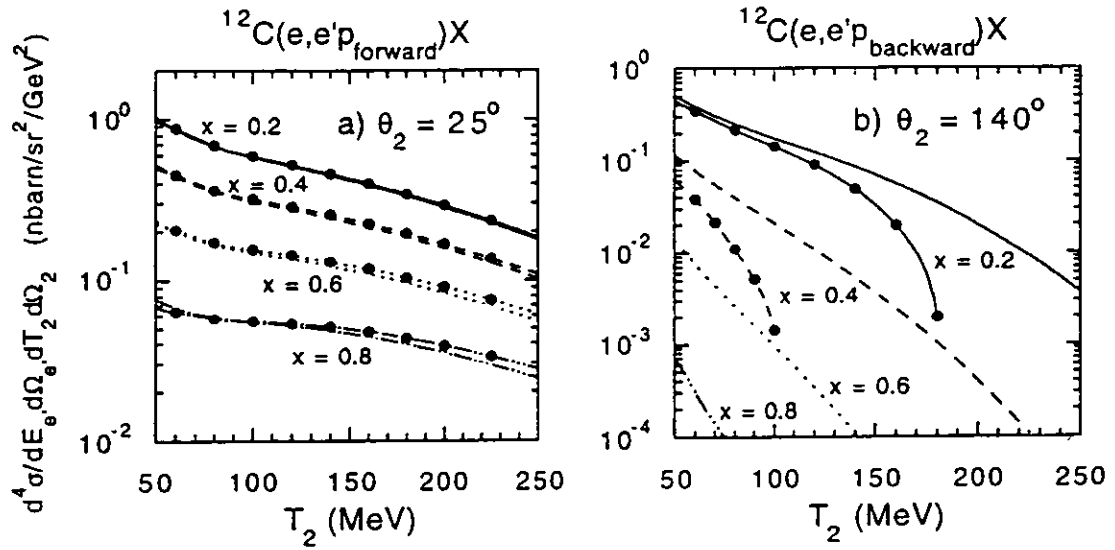 ¹²C(e,e'p_forward)X
a) θ₂ = 25°
x = 0.2
x = 0.4
x = 0.6
x = 0.8
10⁰
10⁻¹
10⁻²
50 100 150 200 250
T₂ (MeV)
d⁴σ/dE_e'dΩ_e'dT₂dΩ₂ (nbarn/sr²/GeV²)
¹²C(e,e'p_backward)X
b) θ₂ = 140°
x = 0.2
x = 0.4
x = 0.6
x = 0.8
10⁰
10⁻¹
10⁻²
10⁻³
10⁻⁴
50 100 150 200 250
T₂ (MeV)